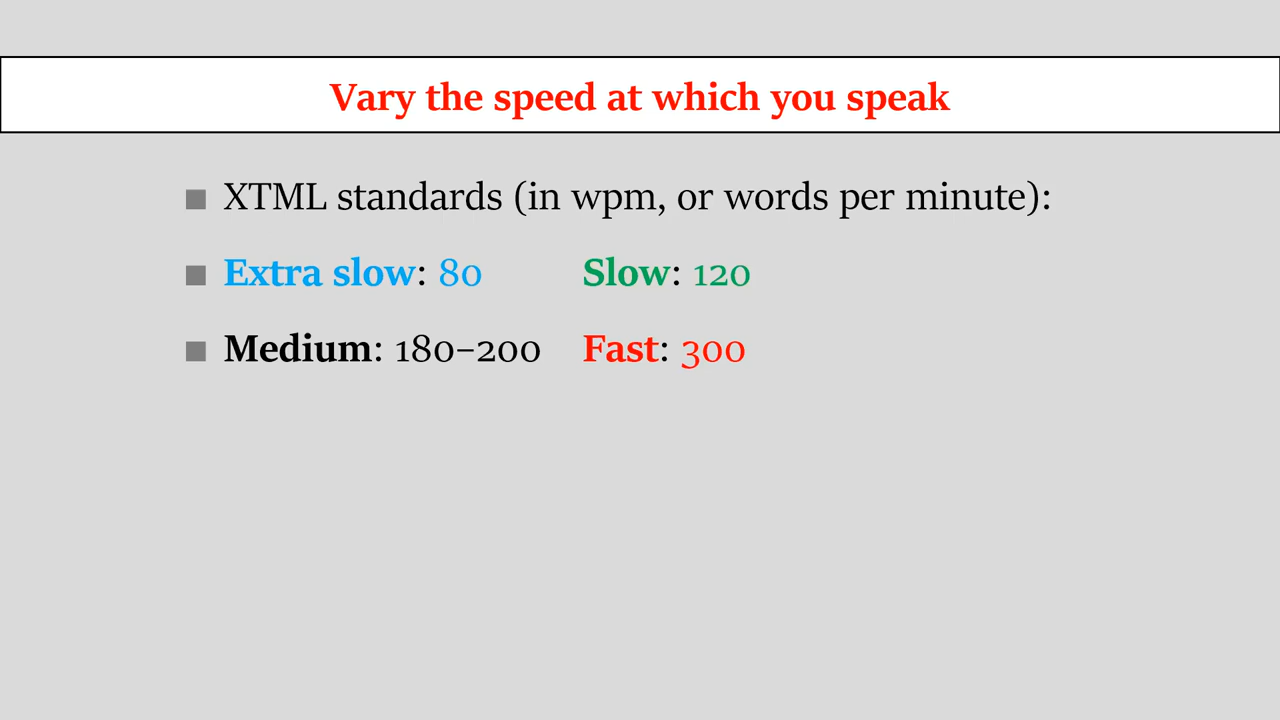 Vary the speed at which you speak
XTML standards (in wpm, or words per minute):
Extra slow: 80 Slow: 120
Medium: 180–200 Fast: 300